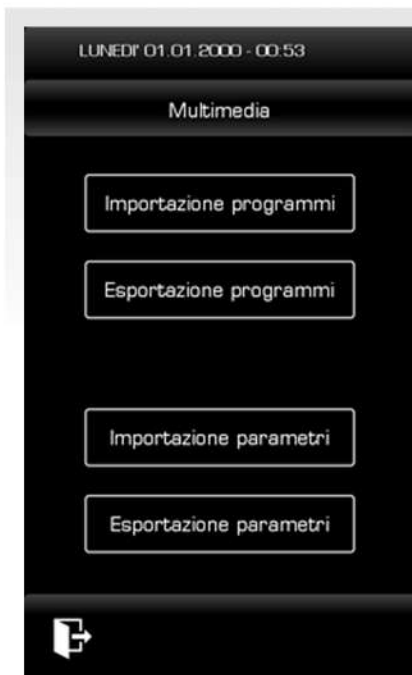 LUNEDI' 01.01.2000 - 00:53
Multimedia
Importazione programmi
Esportazione programmi
Importazione parametri
Esportazione parametri